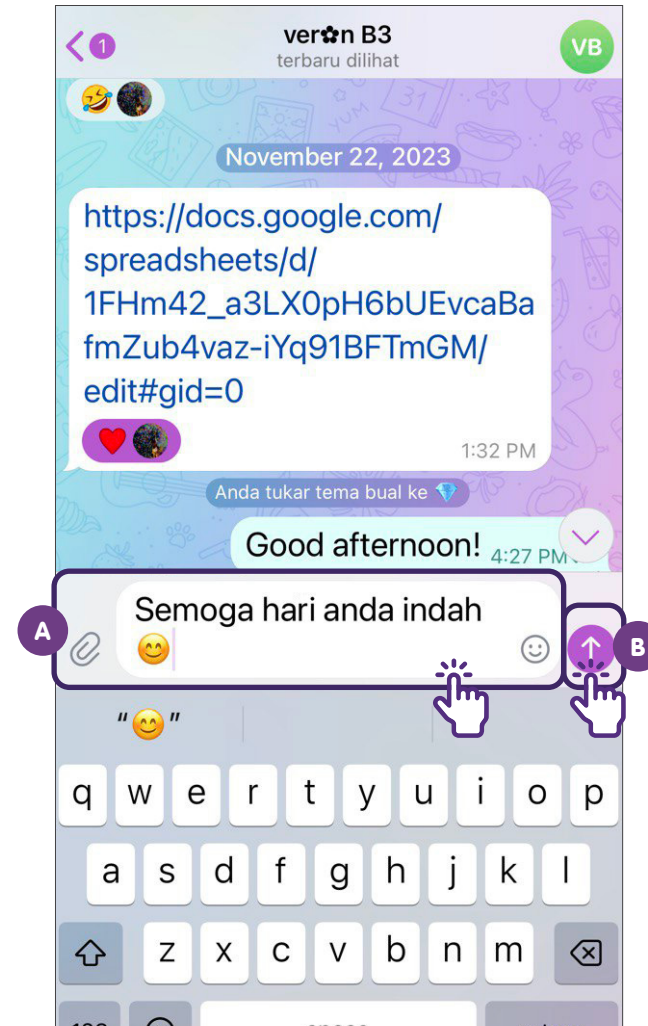 1
ver✿n B3
terbaru dilihat
VB
🤣
November 22, 2023
https://docs.google.com/
spreadsheets/d/
1FHm42_a3LX0pH6bUEvcaBa
fmZub4vaz-iYq91BFTmGM/
edit#gid=0
❤️
1:32 PM
Anda tukar tema bual ke 💎
Good afternoon! 4:27 PM
A
Semoga hari anda indah
😊
B
"😊"
q w e r t y u i o p
a s d f g h j k l
z x c v b n m